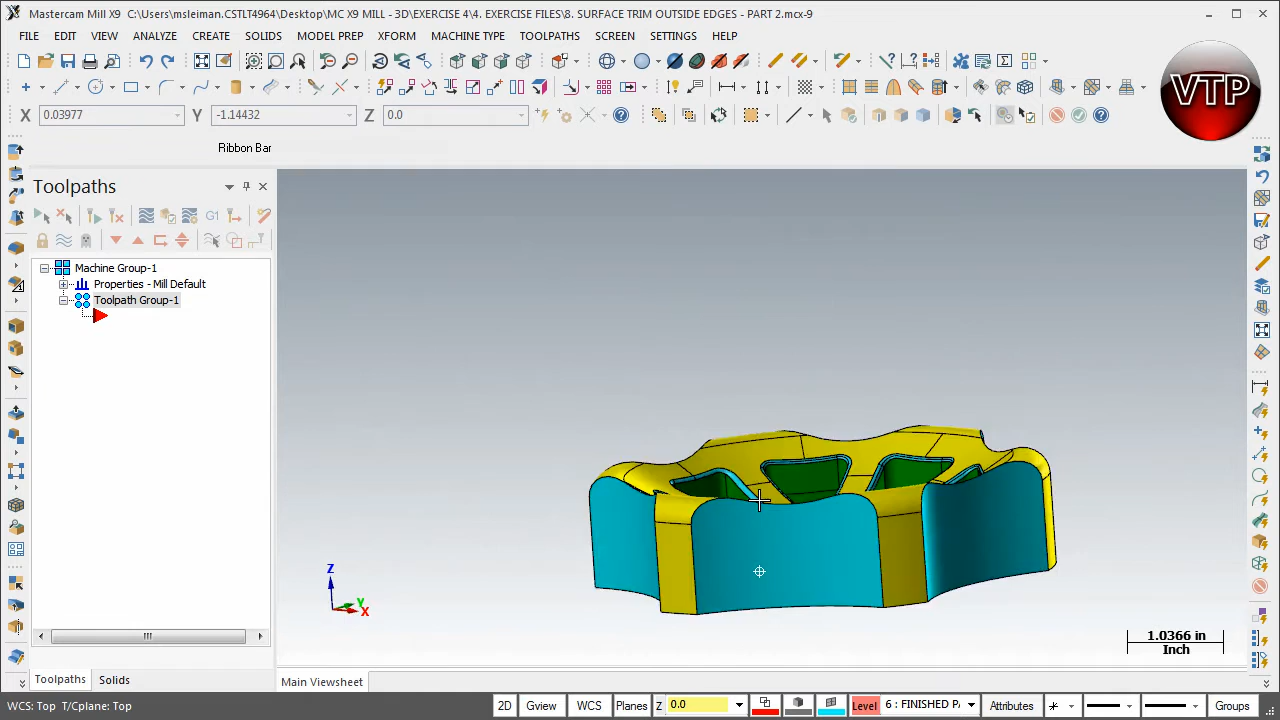 Mastercam Mill X9 C:\Users\msleiman.CSTLT4964\Desktop\MC X9 MILL - 3D\EXERCISE 4\4. EXERCISE FILES\8. SURFACE TRIM OUTSIDE EDGES - PART 2.mcx-9
FILE EDIT VIEW ANALYZE CREATE SOLIDS MODEL PREP XFORM MACHINE TYPE TOOLPATHS SCREEN SETTINGS HELP
VTP
X 0.03977 Y -1.14432 Z 0.0
Ribbon Bar
Toolpaths
G1
Machine Group-1
Properties - Mill Default
Toolpath Group-1
Z
Y
X
1.0366 in
Inch
Toolpaths Solids
Main Viewsheet
WCS: Top T/Cplane: Top 2D Gview WCS Planes Z 0.0 Level 6 : FINISHED PA Attributes Groups